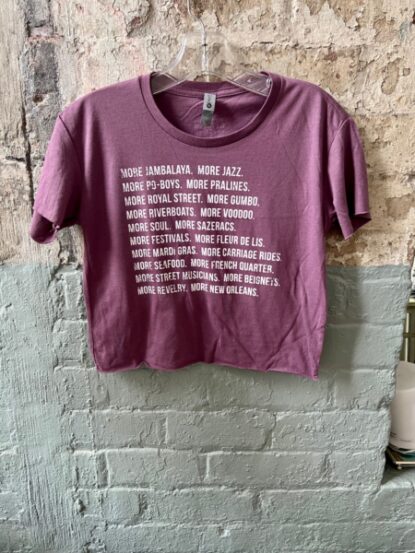 MORE JAMBALAYA. MORE JAZZ.
MORE PO-BOYS. MORE PRALINES.
MORE ROYAL STREET. MORE GUMBO.
MORE RIVERBOATS. MORE VOODOO.
MORE SOUL. MORE SAZERACS.
MORE FESTIVALS. MORE FLEUR DE LIS.
MORE MARDI GRAS. MORE CARRIAGE RIDES.
MORE SEAFOOD. MORE FRENCH QUARTER.
MORE STREET MUSICIANS. MORE BEIGNETS.
MORE REVELRY. MORE NEW ORLEANS.